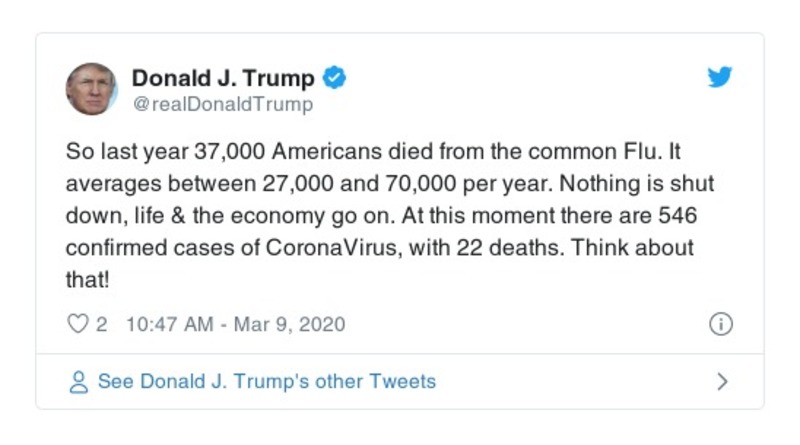 Donald J. Trump
@realDonaldTrump
So last year 37,000 Americans died from the common Flu. It
averages between 27,000 and 70,000 per year. Nothing is shut
down, life & the economy go on. At this moment there are 546
confirmed cases of CoronaVirus, with 22 deaths. Think about
that!
2 10:47 AM - Mar 9, 2020
See Donald J. Trump's other Tweets